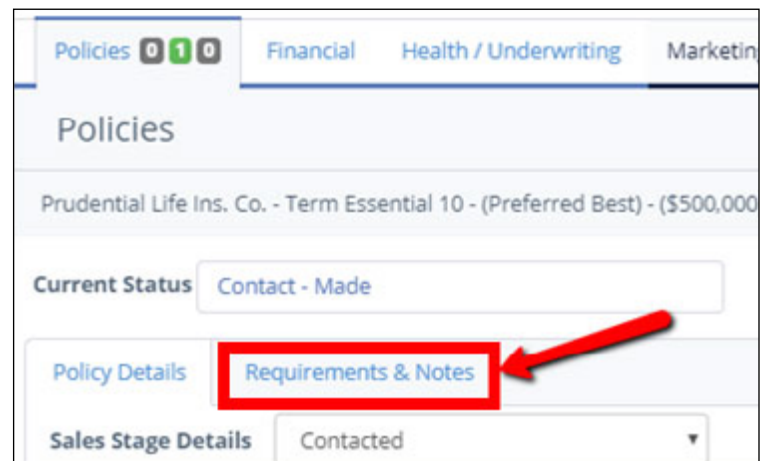 Policies 0 1 0 Financial Health / Underwriting Marketin
Policies
Prudential Life Ins. Co. - Term Essential 10 - (Preferred Best) - ($500,000
Current Status Contact - Made
Policy Details Requirements & Notes
Sales Stage Details Contacted